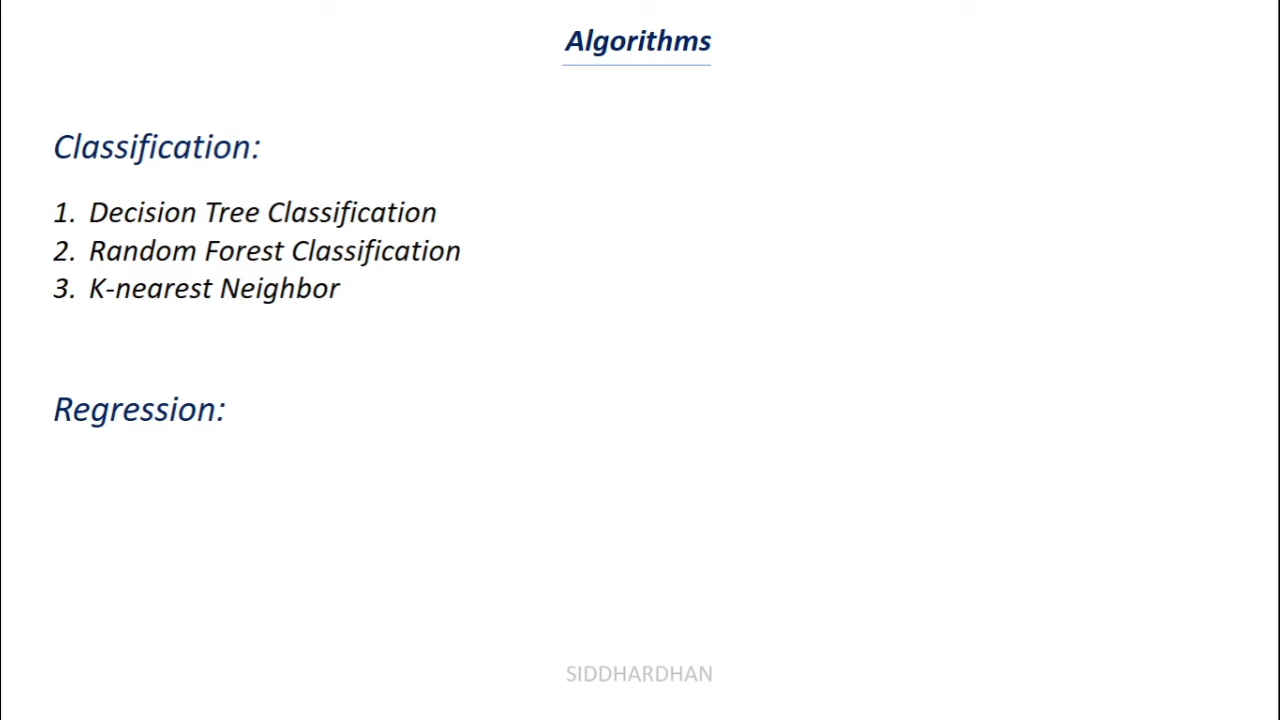 Algorithms
Classification:
1. Decision Tree Classification
2. Random Forest Classification
3. K-nearest Neighbor
Regression:
SIDDHARDHAN